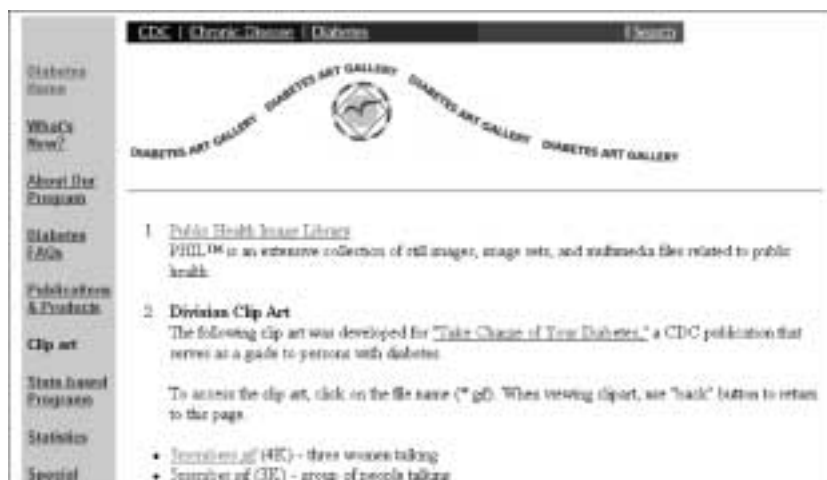 CDC | Chronic Disease | Diabetes
Search
DIABETES ART GALLERY DIABETES ART GALLERY DIABETES ART GALLERY DIABETES ART GALLERY
Diabetes
Home
What's
New?
About Our
Program
Diabetes
FAQs
Publications
& Products
Clip art
State-based
Programs
Statistics
Special
1. Public Health Image Library
PHIL™ is an extensive collection of still images, image sets, and multimedia files related to public
health.
2. Division Clip Art
The following clip art was developed for "Take Charge of Your Diabetes," a CDC publication that
serves as a guide to persons with diabetes.
To access the clip art, click on the file name (*.gif). When viewing clipart, use "back" button to return
to this page.
(4K) - three women talking
(3K) - group of people talking